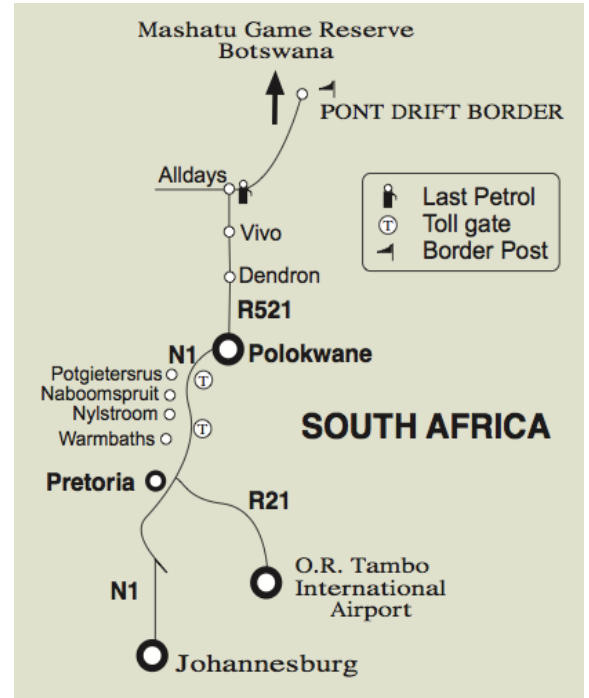 Mashatu Game Reserve
Botswana
PONT DRIFT BORDER
Alldays
Last Petrol
T Toll gate
Border Post
Vivo
Dendron
R521
N1
Polokwane
Potgietersrus
T
Naboomspruit
Nylstroom
T
SOUTH AFRICA
Warmbaths
Pretoria
R21
O.R. Tambo
International
Airport
N1
Johannesburg